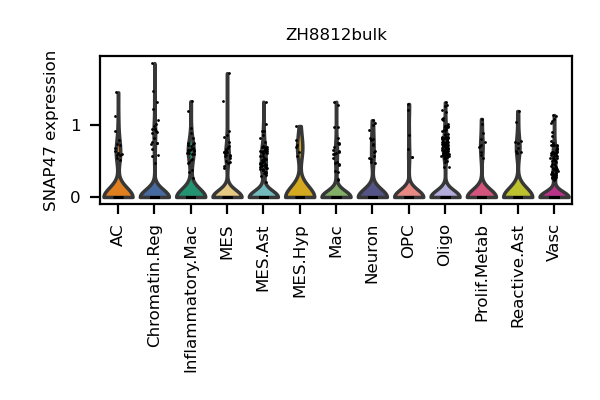 ZH8812bulk
SNAP47 expression
1
0
AC
Chromatin.Reg
Inflammatory.Mac
MES
MES.Ast
MES.Hyp
Mac
Neuron
OPC
Oligo
Prolif.Metab
Reactive.Ast
Vasc